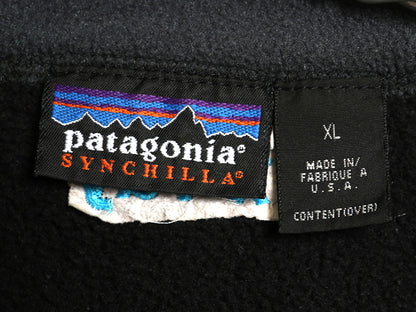 patagonia®
SYNCHILLA®
XL
MADE IN/
FABRIQUE A
U.S.A.
CONTENT(OVER)